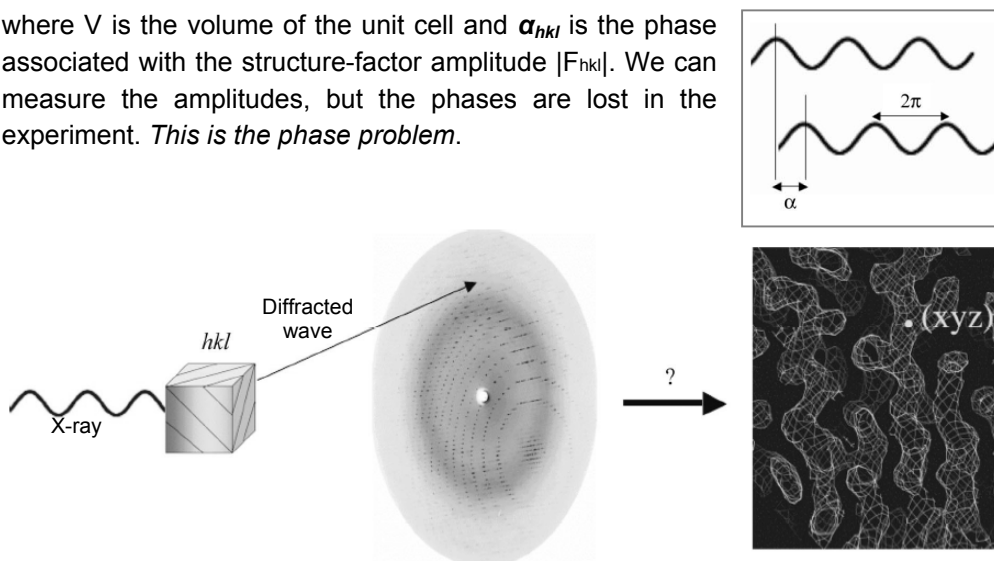 where V is the volume of the unit cell and α_hkl is the phase
associated with the structure-factor amplitude |F_hkl|. We can
measure the amplitudes, but the phases are lost in the
experiment. This is the phase problem.
2π
α
Diffracted
wave
hkl
X-ray
?
(xyz)